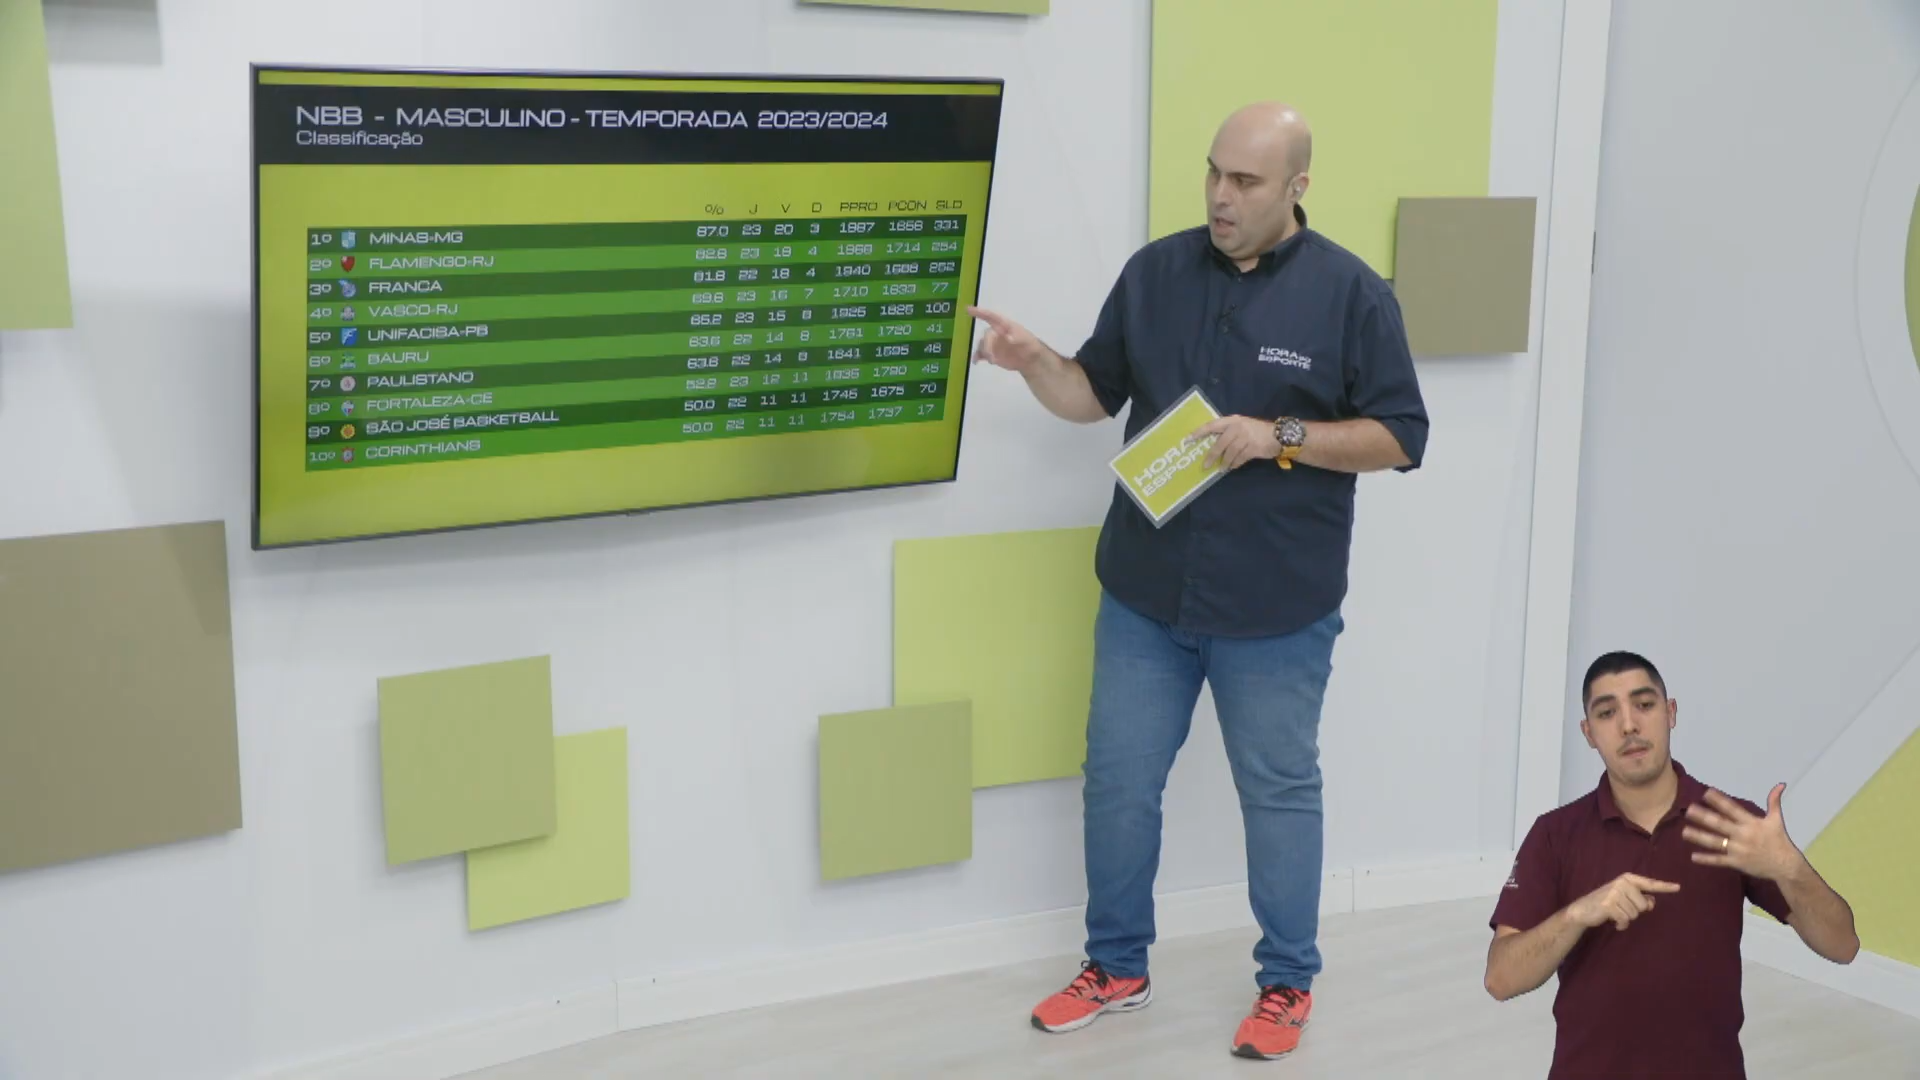 NBB - MASCULINO - TEMPORADA 2023/2024
Classificação
% J V D PPRO PCON SLD
1º MINAS-MG 87.0 23 20 3 1987 1656 331
2º FLAMENGO-RJ 82.6 23 19 4 1968 1714 254
3º FRANCA 81.8 22 18 4 1940 1688 252
4º VASCO-RJ 69.6 23 16 7 1710 1633 77
5º UNIFACISA-PB 65.2 23 15 8 1925 1825 100
6º BAURU 63.6 22 14 8 1761 1720 41
7º PAULISTANO 63.6 22 14 8 1641 1595 46
8º FORTALEZA-CE 52.2 23 12 11 1835 1790 45
9º SÃO JOSÉ BASKETBALL 50.0 22 11 11 1745 1675 70
10º CORINTHIANS 50.0 22 11 11 1754 1737 17
HORA DO
ESPORTE
HORA
ESPORT